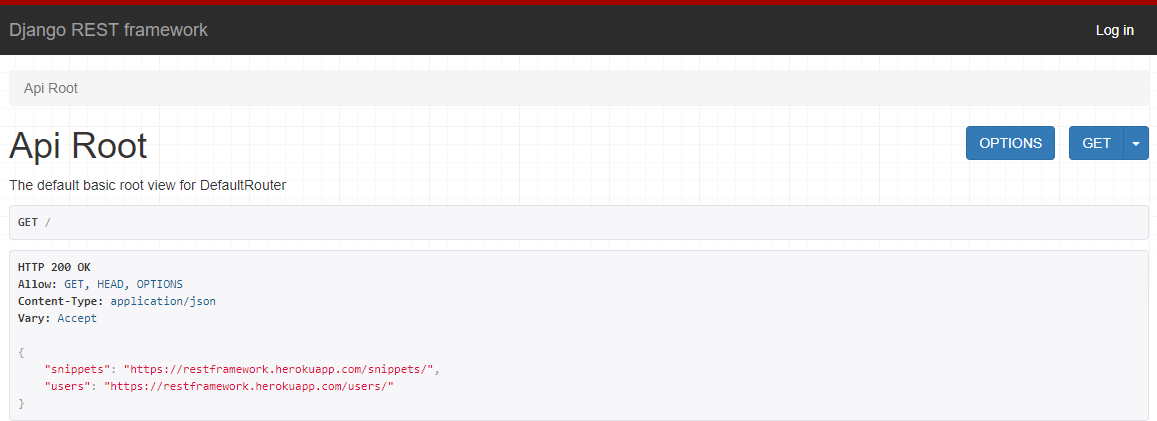 Django REST framework
Log in
Api Root
Api Root
OPTIONS
GET
The default basic root view for DefaultRouter
GET /
HTTP 200 OK
Allow: GET, HEAD, OPTIONS
Content-Type: application/json
Vary: Accept
{
    "snippets": "https://restframework.herokuapp.com/snippets/",
    "users": "https://restframework.herokuapp.com/users/"
}